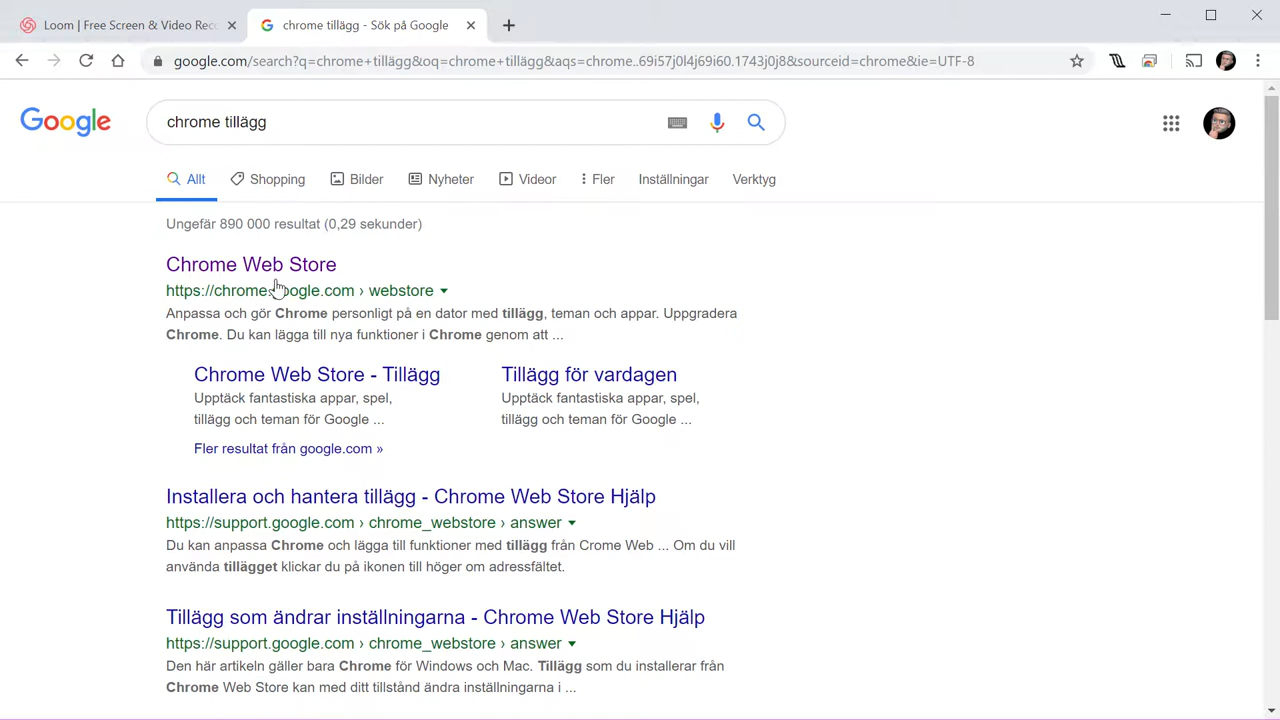 Loom | Free Screen & Video Rec
chrome tillägg - Sök på Google
google.com/search?q=chrome+tillägg&oq=chrome+tillägg&aqs=chrome..69i57j0l4j69i60.1743j0j8&sourceid=chrome&ie=UTF-8
Google
chrome tillägg
Allt Shopping Bilder Nyheter Videor Fler Inställningar Verktyg
Ungefär 890 000 resultat (0,29 sekunder)
Chrome Web Store
https://chrome.google.com › webstore
Anpassa och gör Chrome personligt på en dator med tillägg, teman och appar. Uppgradera
Chrome. Du kan lägga till nya funktioner i Chrome genom att ...
Chrome Web Store - Tillägg
Upptäck fantastiska appar, spel,
tillägg och teman för Google ...
Tillägg för vardagen
Upptäck fantastiska appar, spel,
tillägg och teman för Google ...
Fler resultat från google.com »
Installera och hantera tillägg - Chrome Web Store Hjälp
https://support.google.com › chrome_webstore › answer
Du kan anpassa Chrome och lägga till funktioner med tillägg från Crome Web ... Om du vill
använda tillägget klickar du på ikonen till höger om adressfältet.
Tillägg som ändrar inställningarna - Chrome Web Store Hjälp
https://support.google.com › chrome_webstore › answer
Den här artikeln gäller bara Chrome för Windows och Mac. Tillägg som du installerar från
Chrome Web Store kan med ditt tillstånd ändra inställningarna i ...